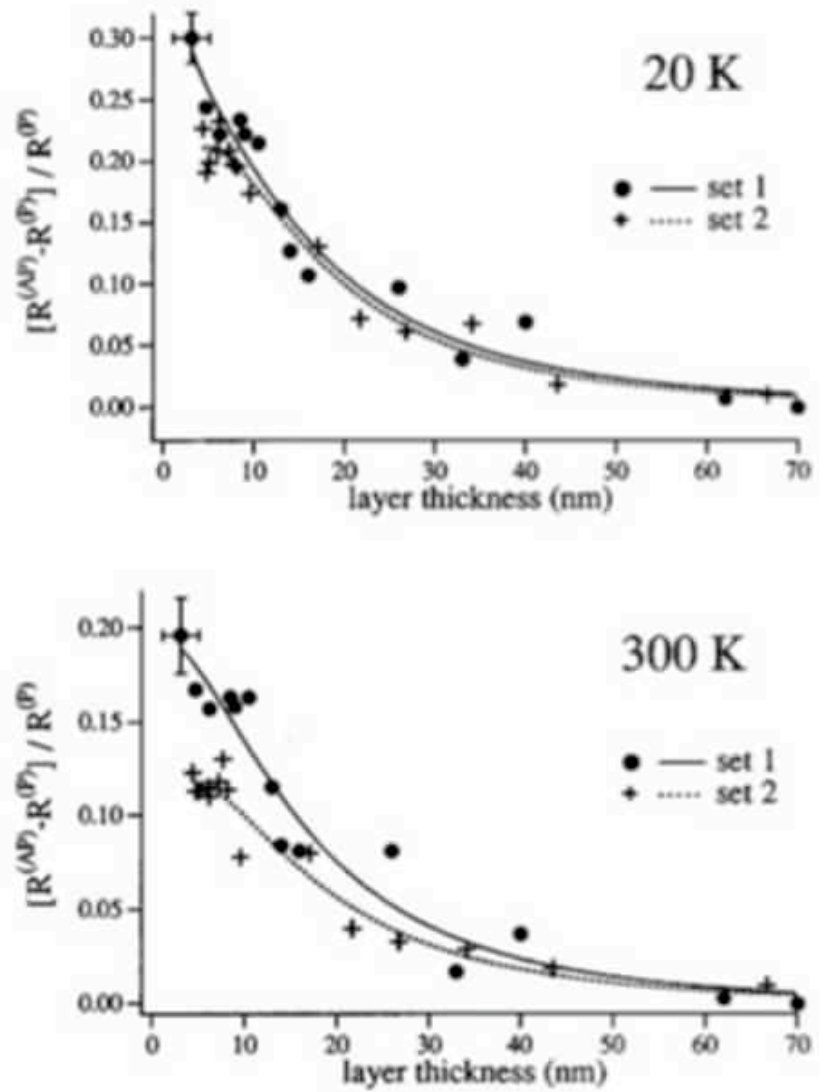 0.30
0.25
0.20
0.15
0.10
0.05
0.00
[R(AP)-R(P)] / R(P)
20 K
set 1
set 2
0 10 20 30 40 50 60 70
layer thickness (nm)
0.20
0.15
0.10
0.05
0.00
[R(AP)-R(P)] / R(P)
300 K
set 1
set 2
0 10 20 30 40 50 60 70
layer thickness (nm)